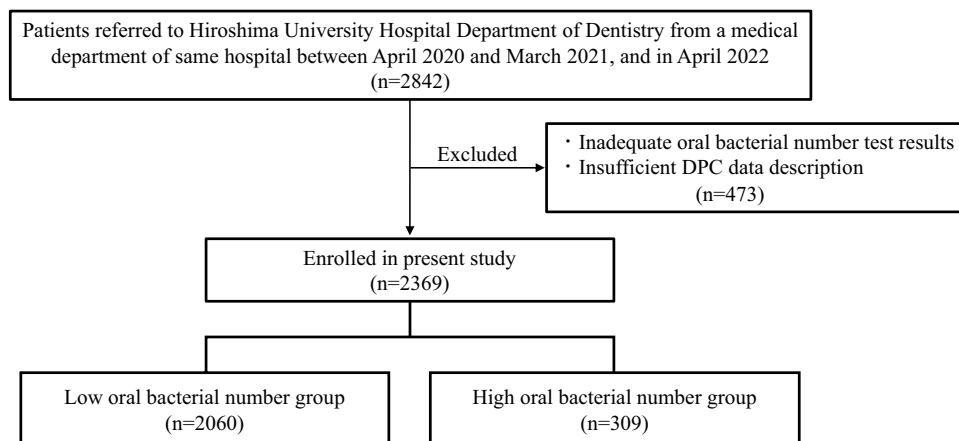 Patients referred to Hiroshima University Hospital Department of Dentistry from a medical
department of same hospital between April 2020 and March 2021, and in April 2022
(n=2842)
Excluded
・Inadequate oral bacterial number test results
・Insufficient DPC data description
(n=473)
Enrolled in present study
(n=2369)
Low oral bacterial number group
(n=2060)
High oral bacterial number group
(n=309)